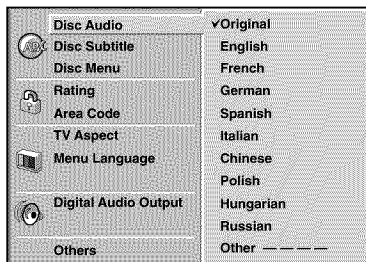 Disc Audio
Disc Subtitle
Disc Menu
Rating
Area Code
TV Aspect
Menu Language
Digital Audio Output
Others
✓Original
English
French
German
Spanish
Italian
Chinese
Polish
Hungarian
Russian
Other — — — —